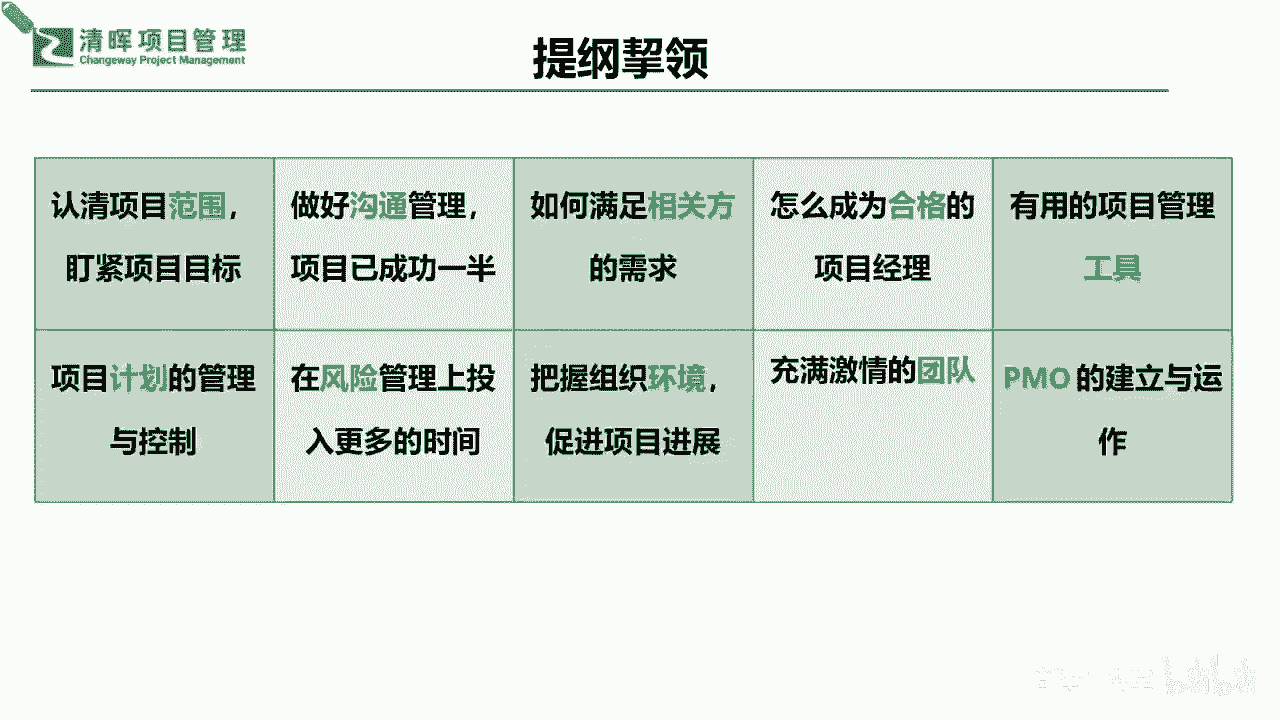 清晖项目管理
Changeway Project Management
提纲挈领
认清项目范围，
盯紧项目目标
做好沟通管理，
项目已成功一半
如何满足相关方
的需求
怎么成为合格的
项目经理
有用的项目管理
工具
项目计划的管理
与控制
在风险管理上投
入更多的时间
把握组织环境，
促进项目进展
充满激情的团队
PMO 的建立与运
作